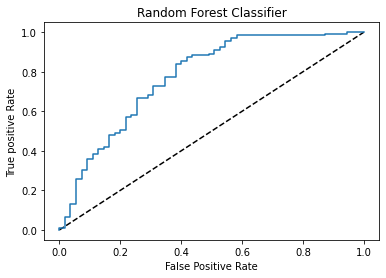 Random Forest Classifier
1.0
0.8
0.6
0.4
0.2
0.0
True positive Rate
0.0 0.2 0.4 0.6 0.8 1.0
False Positive Rate